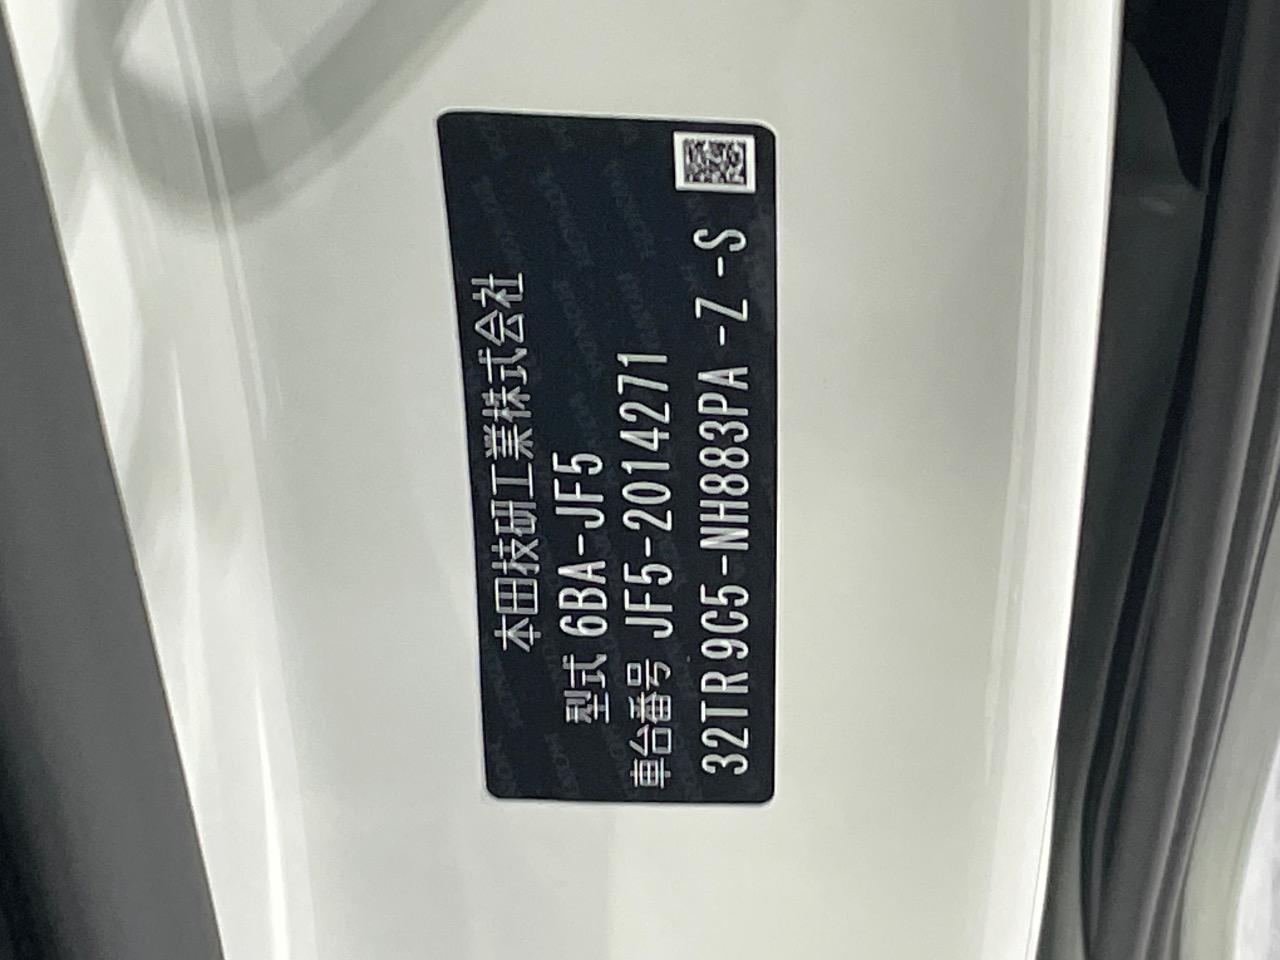 本田技研工業株式会社
型式 6BA-JF5
車台番号 JF5-2014271
32TR9C5-NH883PA -Z -S